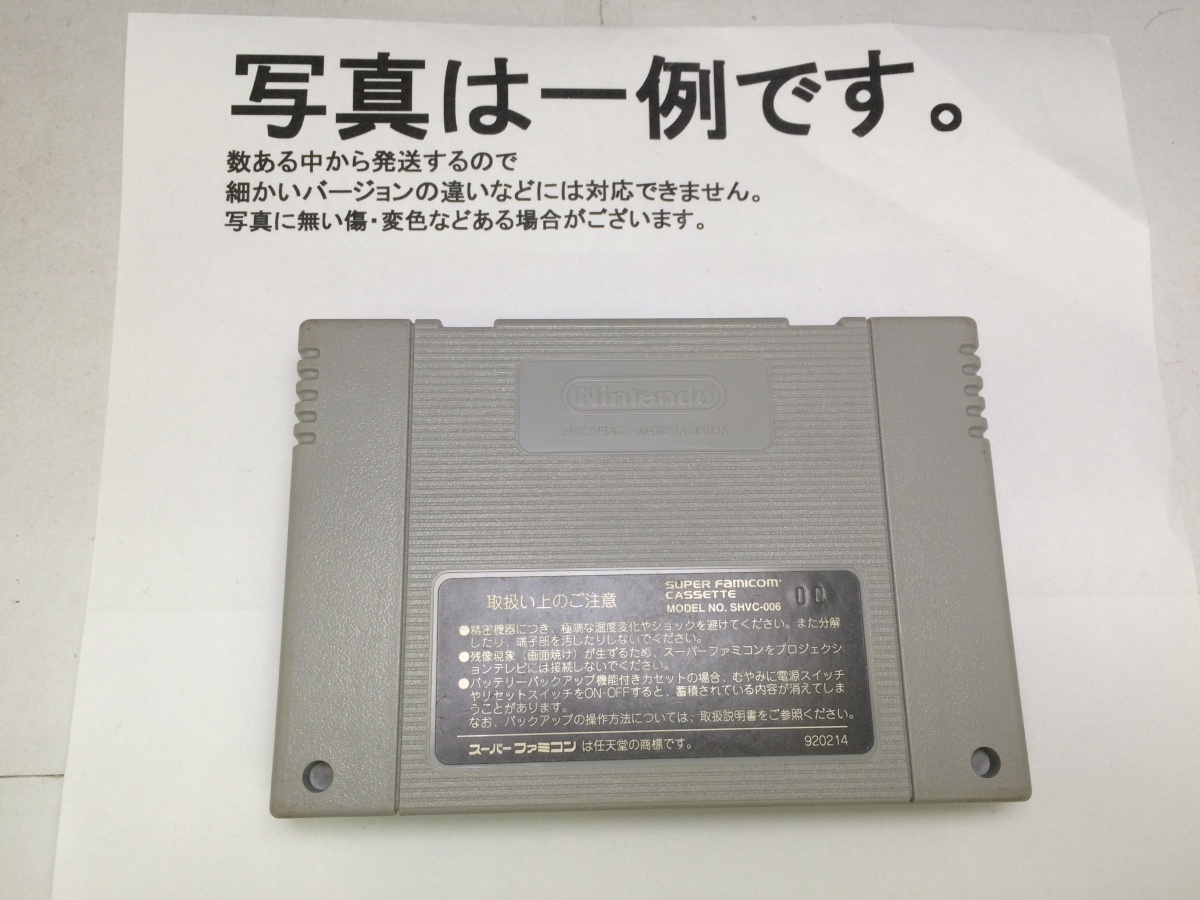 写真は一例です。
数ある中から発送するので
細かいバージョンの違いなどには対応できません。
写真に無い傷・変色などある場合がございます。
Nintendo
MADE IN JAPAN
取扱い上のご注意
SUPER FAMICOM
CASSETTE
MODEL NO. SHVC-006
00
●精密機器につき、極端な温度変化やショックを避けてください。また分解
したり、端子部を汚したりしないでください。
●残像現象(画面焼け)が生ずるため、スーパーファミコンをプロジェクシ
ョンテレビには接続しないでください。
●バッテリーバックアップ機能付きカセットの場合、むやみに電源スイッチ
やリセットスイッチをON・OFFすると、蓄積されている内容が消えてしま
うことがあります。
なお、バックアップの操作方法については、取扱説明書をご参照ください。
スーパーファミコンは任天堂の商標です。
920214